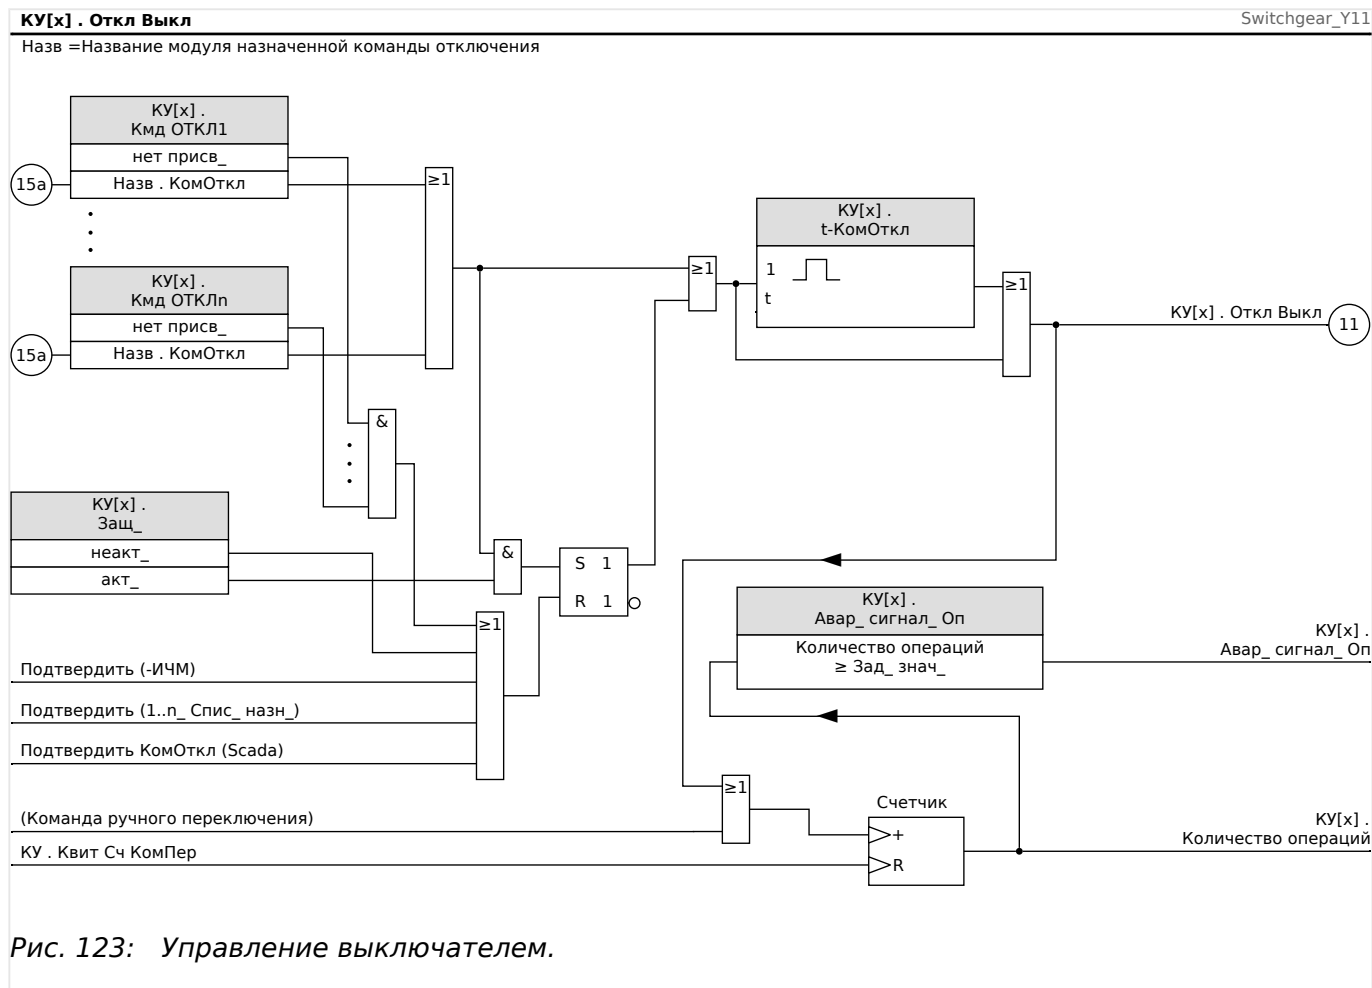 КУ[x] . Откл Выкл
Switchgear_Y11
Назв =Название модуля назначенной команды отключения
КУ[x] .
Кмд ОТКЛ1
нет присв_
15a
Назв . КомОткл
≥1
КУ[x] .
Кмд ОТКЛn
нет присв_
15a
Назв . КомОткл
≥1
КУ[x] .
t-КомОткл
1
t
≥1
КУ[x] . Откл Выкл
11
&
КУ[x] .
Защ_
неакт_
акт_
&
S 1
R 1
≥1
Подтвердить (-ИЧМ)
Подтвердить (1..n_ Спис_ назн_)
Подтвердить КомОткл (Scada)
КУ[x] .
Авар_ сигнал_ Оп
Количество операций
≥ Зад_ знач_
КУ[x] .
Авар_ сигнал_ Оп
≥1
(Команда ручного переключения)
КУ . Квит Сч КомПер
Счетчик
+
R
КУ[x] .
Количество операций
Рис. 123: Управление выключателем.